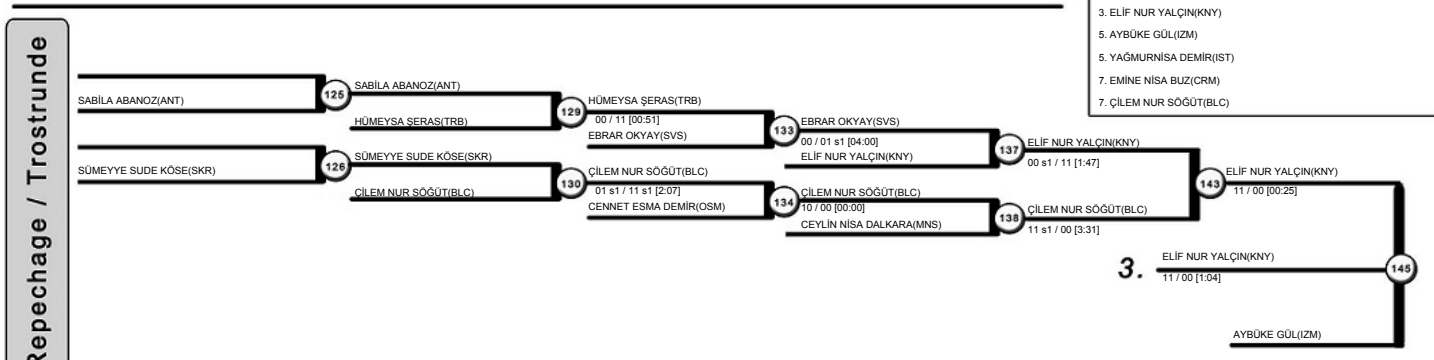 3. ELİF NUR YALÇIN(KNY)
5. AYBÜKE GÜL(IZM)
5. YAĞMURNİSA DEMİR(IST)
7. EMİNE NİSA BUZ(CRM)
7. ÇİLEM NUR SÖĞÜT(BLC)
Repechage / Trostrunde
SABİLA ABANOZ(ANT)
125
SÜMEYYE SUDE KÖSE(SKR)
126
SABİLA ABANOZ(ANT)
HÜMEYSA ŞERAS(TRB)
129
SÜMEYYE SUDE KÖSE(SKR)
ÇİLEM NUR SÖĞÜT(BLC)
130
HÜMEYSA ŞERAS(TRB)
00 / 11 [00:51]
EBRAR OKYAY(SVS)
133
ÇİLEM NUR SÖĞÜT(BLC)
01 s1 / 11 s1 [2:07]
CENNET ESMA DEMİR(OSM)
134
EBRAR OKYAY(SVS)
00 / 01 s1 [04:00]
ELİF NUR YALÇIN(KNY)
137
ÇİLEM NUR SÖĞÜT(BLC)
10 / 00 [00:00]
CEYLİN NİSA DALKARA(MNS)
138
ELİF NUR YALÇIN(KNY)
00 s1 / 11 [1:47]
143
ÇİLEM NUR SÖĞÜT(BLC)
11 s1 / 00 [3:31]
ELİF NUR YALÇIN(KNY)
11 / 00 [00:25]
3.
ELİF NUR YALÇIN(KNY)
11 / 00 [1:04]
145
AYBÜKE GÜL(IZM)